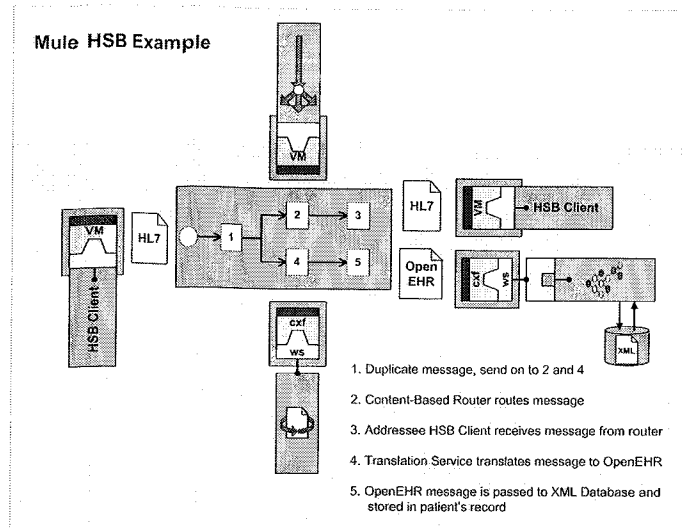 Mule HSB Example
VM
VM
HSB Client
HL7
1
2
3
4
5
HL7
VM
HSB Client
Open
EHR
cxf
ws
XML
cxf
ws
1. Duplicate message, send on to 2 and 4
2. Content-Based Router routes message
3. Addressee HSB Client receives message from router
4. Translation Service translates message to OpenEHR
5. OpenEHR message is passed to XML Database and
stored in patient's record